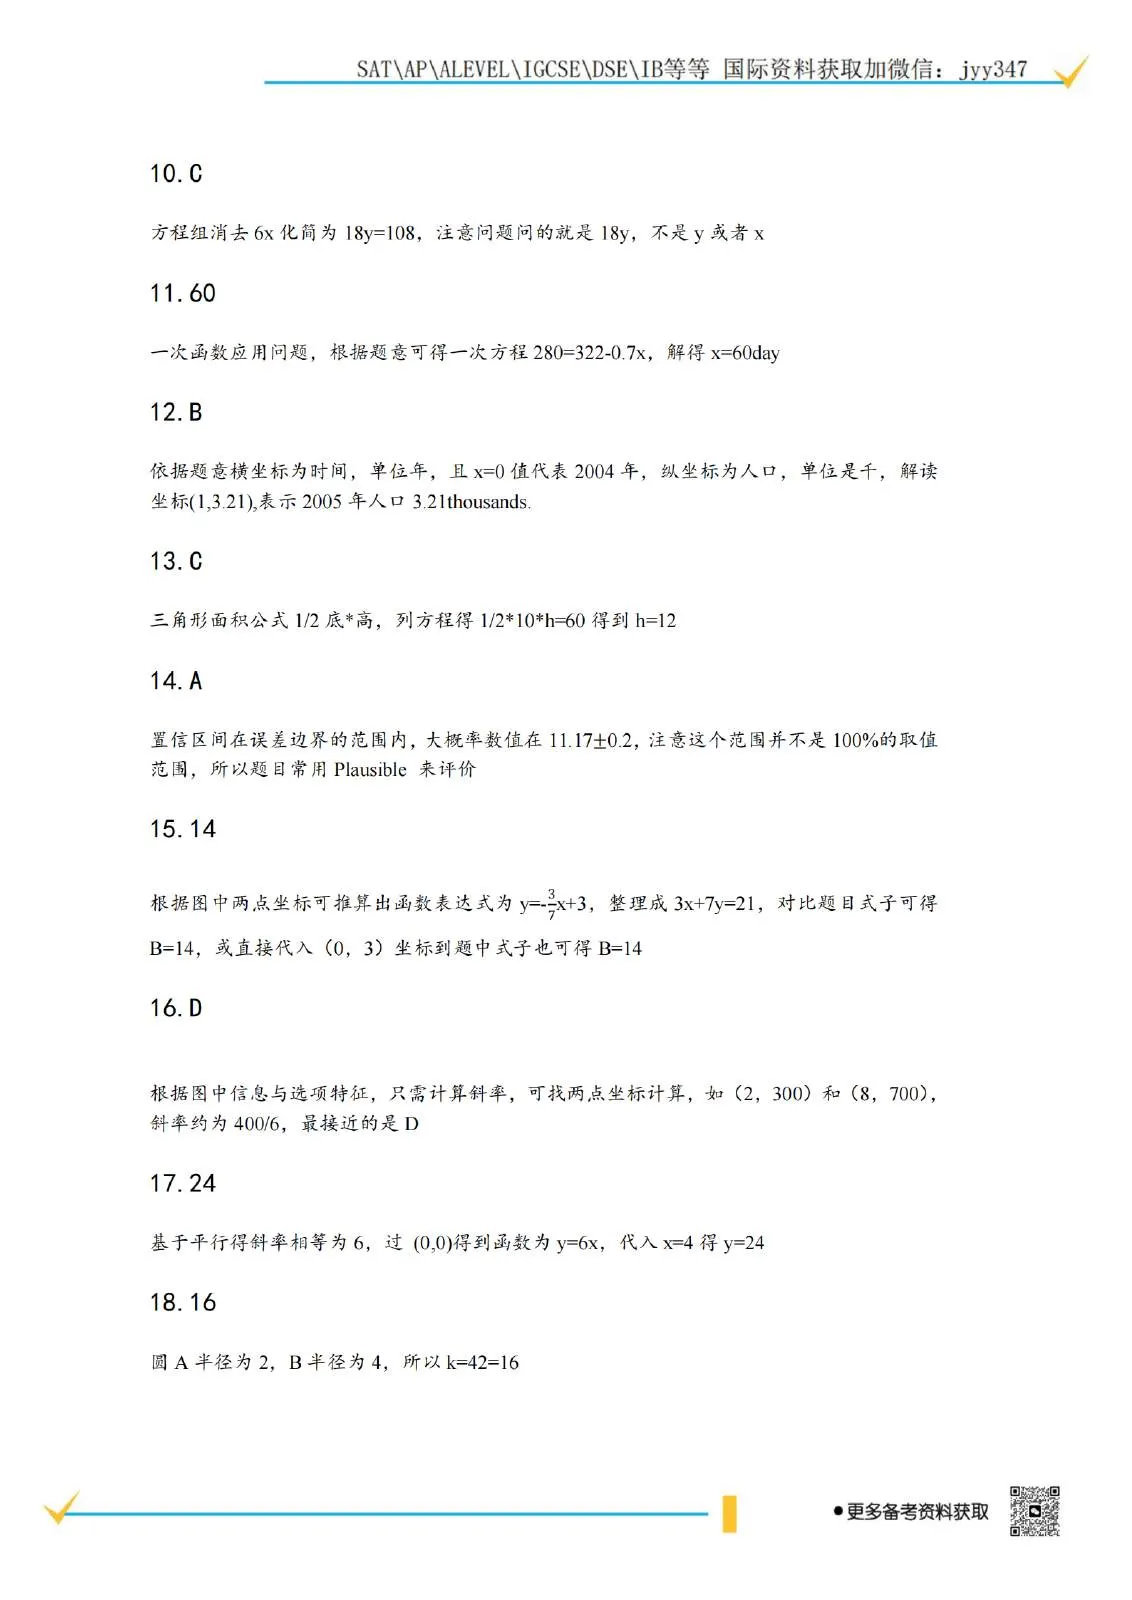 SAT\AP\ALEVEL\IGCSE\DSE\IB等等 国际资料获取加微信：jyy347
10. C
方程组消去 6x 化简为 18y=108，注意问题问的就是 18y，不是 y 或者 x
11. 60
一次函数应用问题，根据题意可得一次方程 280=322-0.7x，解得 x=60day
12. B
依据题意横坐标为时间，单位年，且 x=0 值代表 2004 年，纵坐标为人口，单位是千，解读
坐标(1,3.21),表示 2005 年人口 3.21thousands.
13. C
三角形面积公式 1/2 底*高，列方程得 1/2*10*h=60 得到 h=12
14. A
置信区间在误差边界的范围内，大概率数值在 11.17±0.2，注意这个范围并不是 100%的取值
范围，所以题目常用 Plausible 来评价
15. 14
根据图中两点坐标可推算出函数表达式为 y=-3/7x+3，整理成 3x+7y=21，对比题目式子可得
B=14，或直接代入（0，3）坐标到题中式子也可得 B=14
16. D
根据图中信息与选项特征，只需计算斜率，可找两点坐标计算，如（2，300）和（8，700），
斜率约为 400/6，最接近的是 D
17. 24
基于平行得斜率相等为 6，过 (0,0)得到函数为 y=6x，代入 x=4 得 y=24
18. 16
圆 A 半径为 2，B 半径为 4，所以 k=42=16
●更多备考资料获取